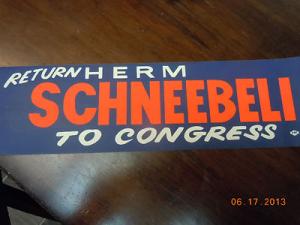 RETURN HERM
SCHNEEBELI
TO CONGRESS
06.17.2013